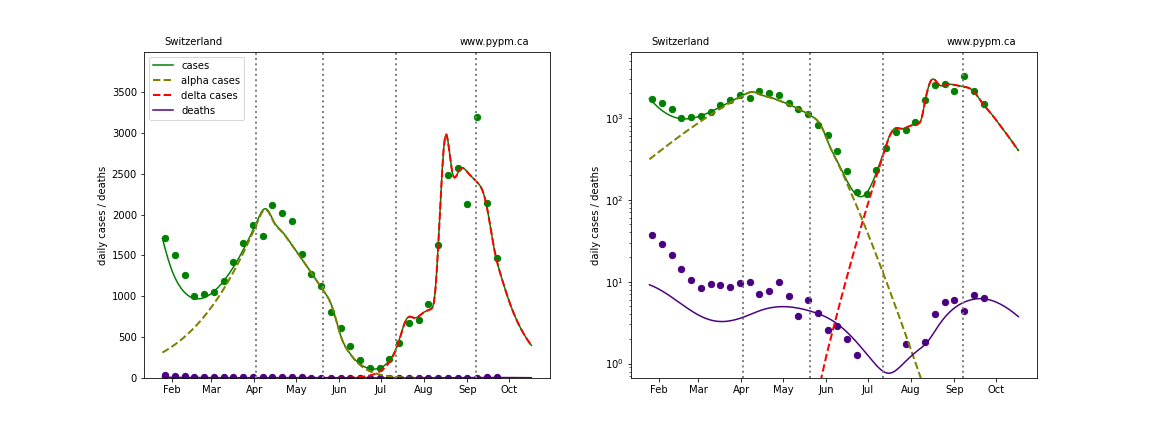 Switzerland www.pypm.ca
cases
alpha cases
delta cases
deaths
daily cases / deaths
3500
3000
2500
2000
1500
1000
500
0
Feb Mar Apr May Jun Jul Aug Sep Oct
Switzerland www.pypm.ca
daily cases / deaths
10³
10²
10¹
10⁰
Feb Mar Apr May Jun Jul Aug Sep Oct